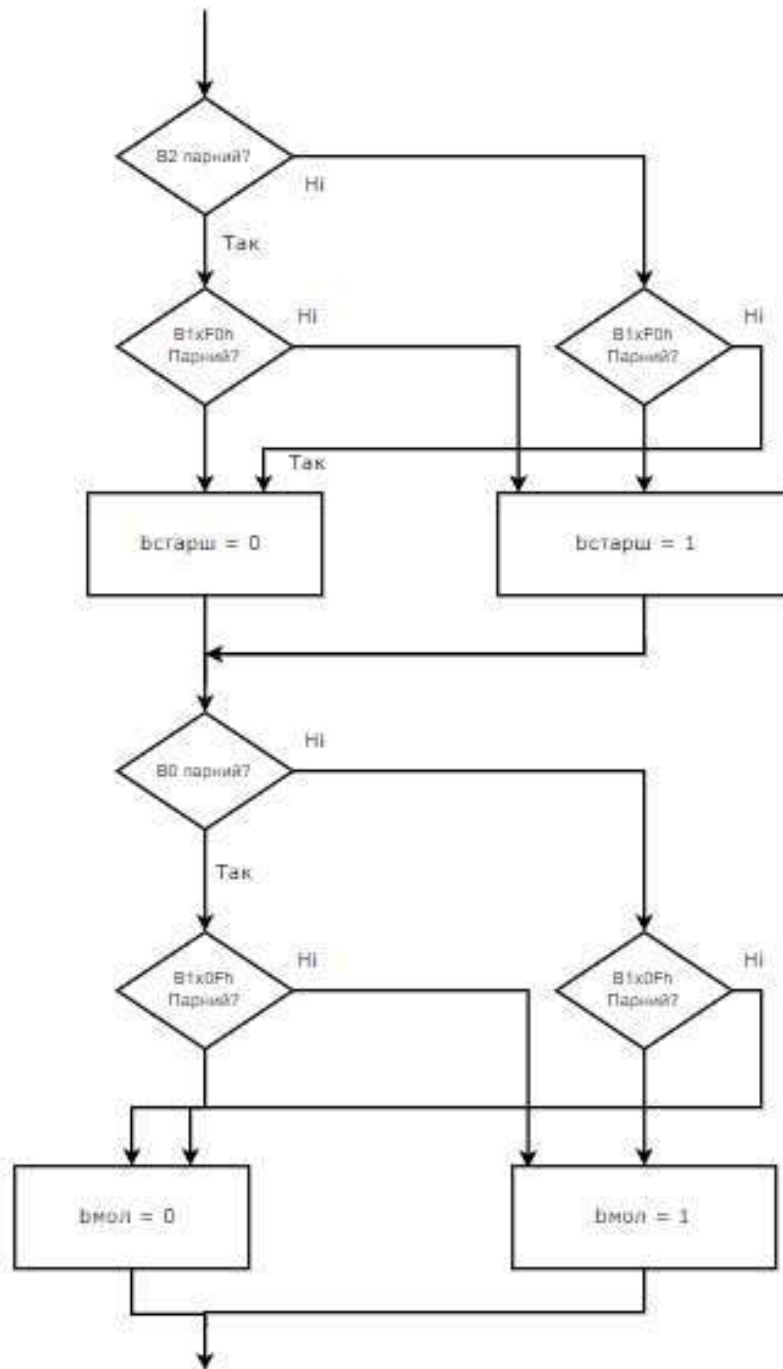 B2 парний?
Ні
Так
B1xF0h
Парний?
Ні
B1xF0h
Парний?
Ні
Так
bстарш = 0
bстарш = 1
B0 парний?
Ні
Так
B1x0Fh
Парний?
Ні
B1x0Fh
Парний?
Ні
bмол = 0
bмол = 1